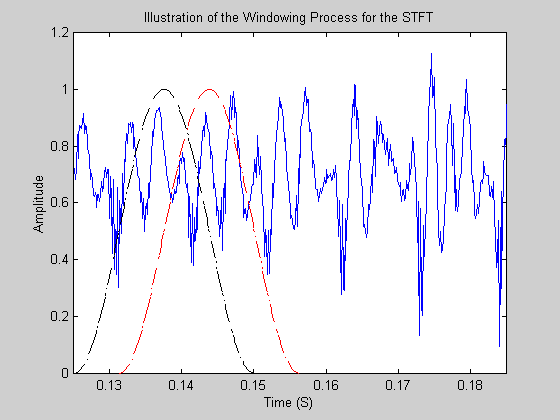 Illustration of the Windowing Process for the STFT
1.2
1
0.8
0.6
0.4
0.2
0
Amplitude
0.13 0.14 0.15 0.16 0.17 0.18
Time (S)